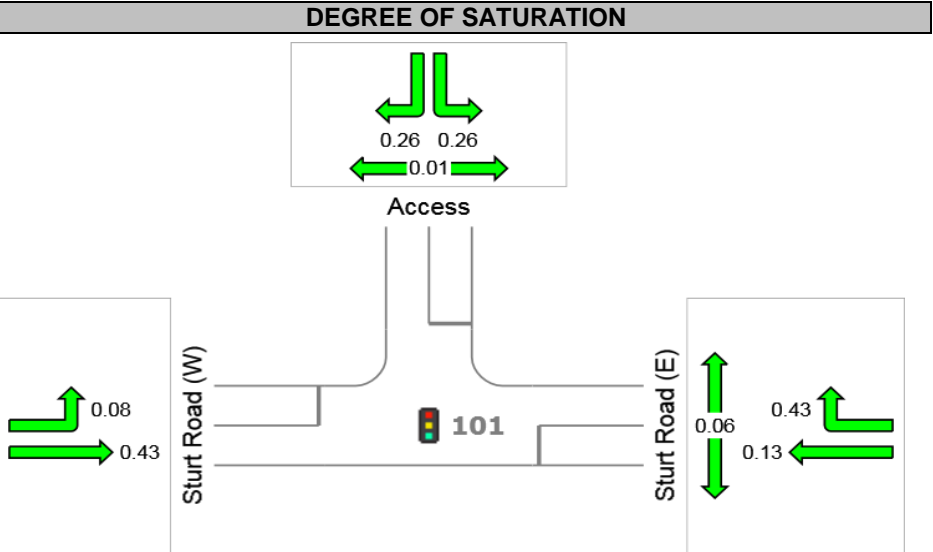 DEGREE OF SATURATION
0.26 0.26
0.01
Access
Sturt Road (W)
0.08
0.43
101
Sturt Road (E)
0.06
0.43
0.13